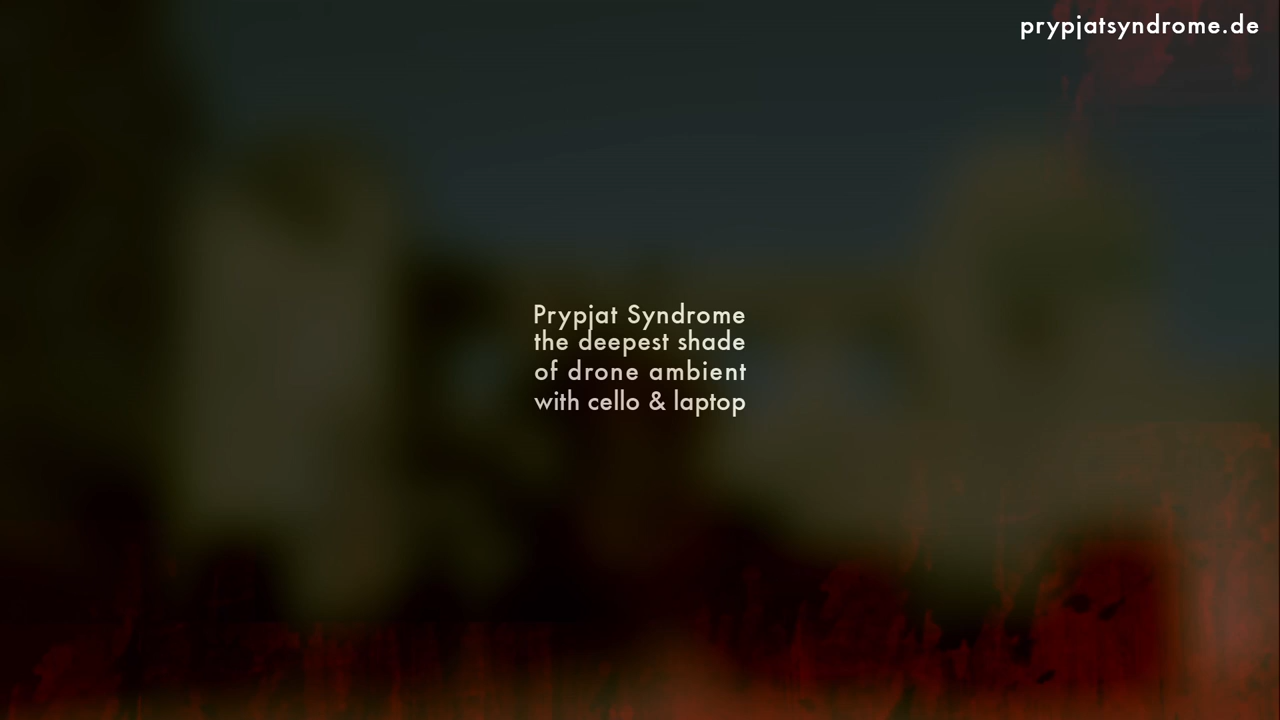 prypjatsyndrome.de
Prypjat Syndrome
the deepest shade
of drone ambient
with cello & laptop